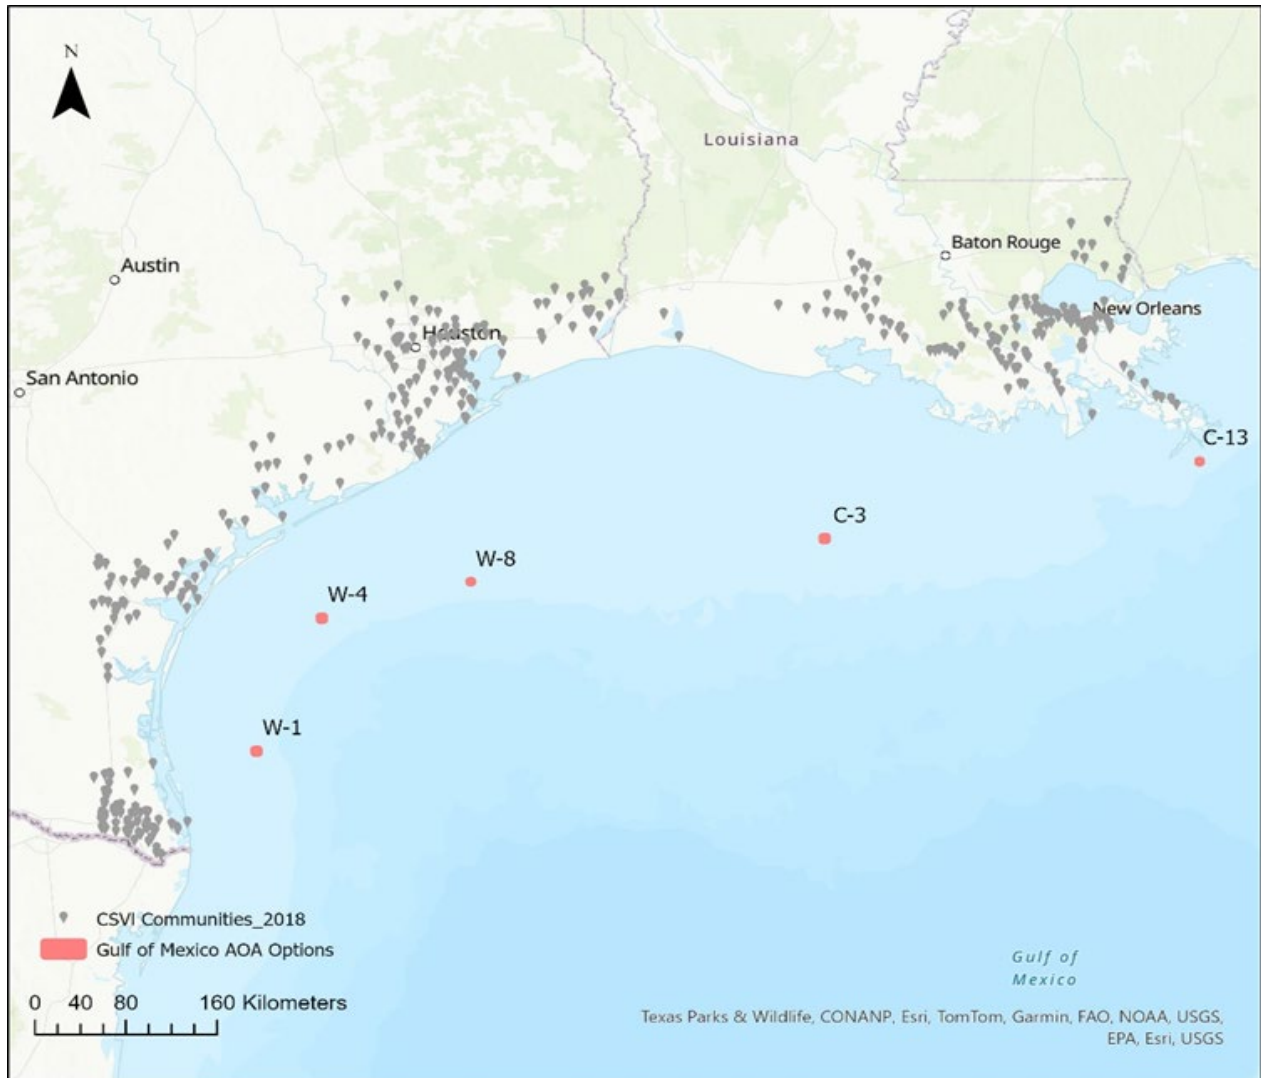 N
Louisiana
Baton Rouge
Austin
New Orleans
Houston
San Antonio
C-13
C-3
W-8
W-4
W-1
CSVI Communities_2018
Gulf of Mexico AOA Options
Gulf of
Mexico
0 40 80 160 Kilometers
Texas Parks & Wildlife, CONANP, Esri, TomTom, Garmin, FAO, NOAA, USGS,
EPA, Esri, USGS